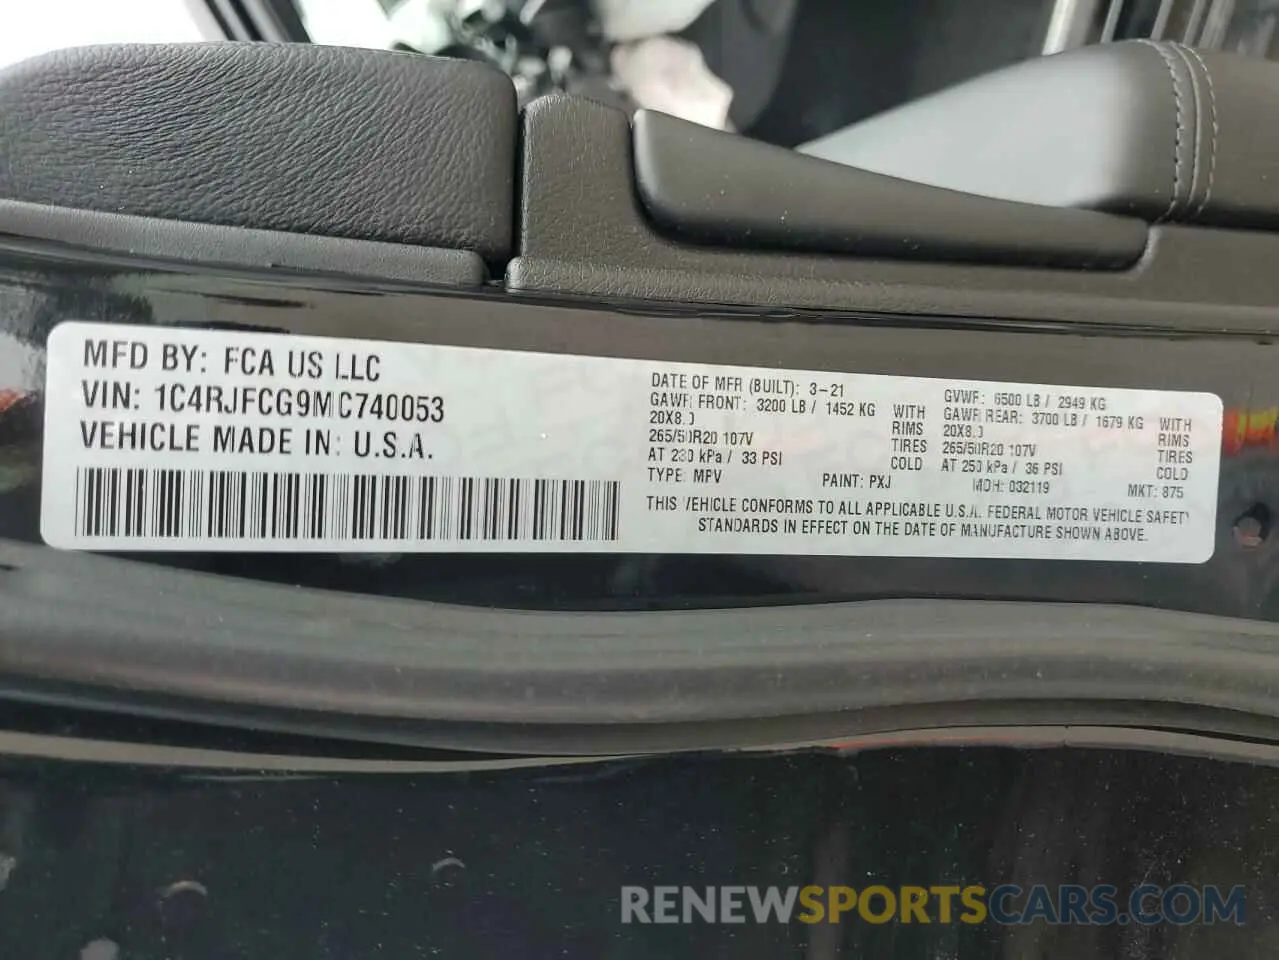 MFD BY: FCA US LLC
VIN: 1C4RJFCG9MC740053
VEHICLE MADE IN: U.S.A.
DATE OF MFR (BUILT): 3-21
GAWR FRONT: 3200 LB / 1452 KG WITH
20X8.0 RIMS
265/50R20 107V TIRES
AT 230 kPa / 33 PSI COLD
TYPE: MPV PAINT: PXJ
GVWR: 6500 LB / 2949 KG
GAWR REAR: 3700 LB / 1679 KG WITH
20X8.0 RIMS
265/50R20 107V TIRES
AT 250 kPa / 36 PSI COLD
MDH: 032119 MKT: 875
THIS VEHICLE CONFORMS TO ALL APPLICABLE U.S.A. FEDERAL MOTOR VEHICLE SAFETY
STANDARDS IN EFFECT ON THE DATE OF MANUFACTURE SHOWN ABOVE.
RENEWSPORTSCARS.COM